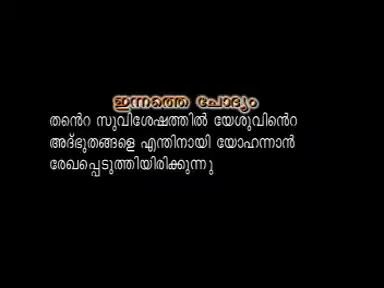 ഇന്നത്തെ ചോദ്യം
തൻെറ സുവിശേഷത്തിൽ യേശുവിൻെറ
അദ്ഭുതങ്ങളെ എന്തിനായി യോഹന്നാൻ
രേഖപ്പെടുത്തിയിരിക്കുന്നു